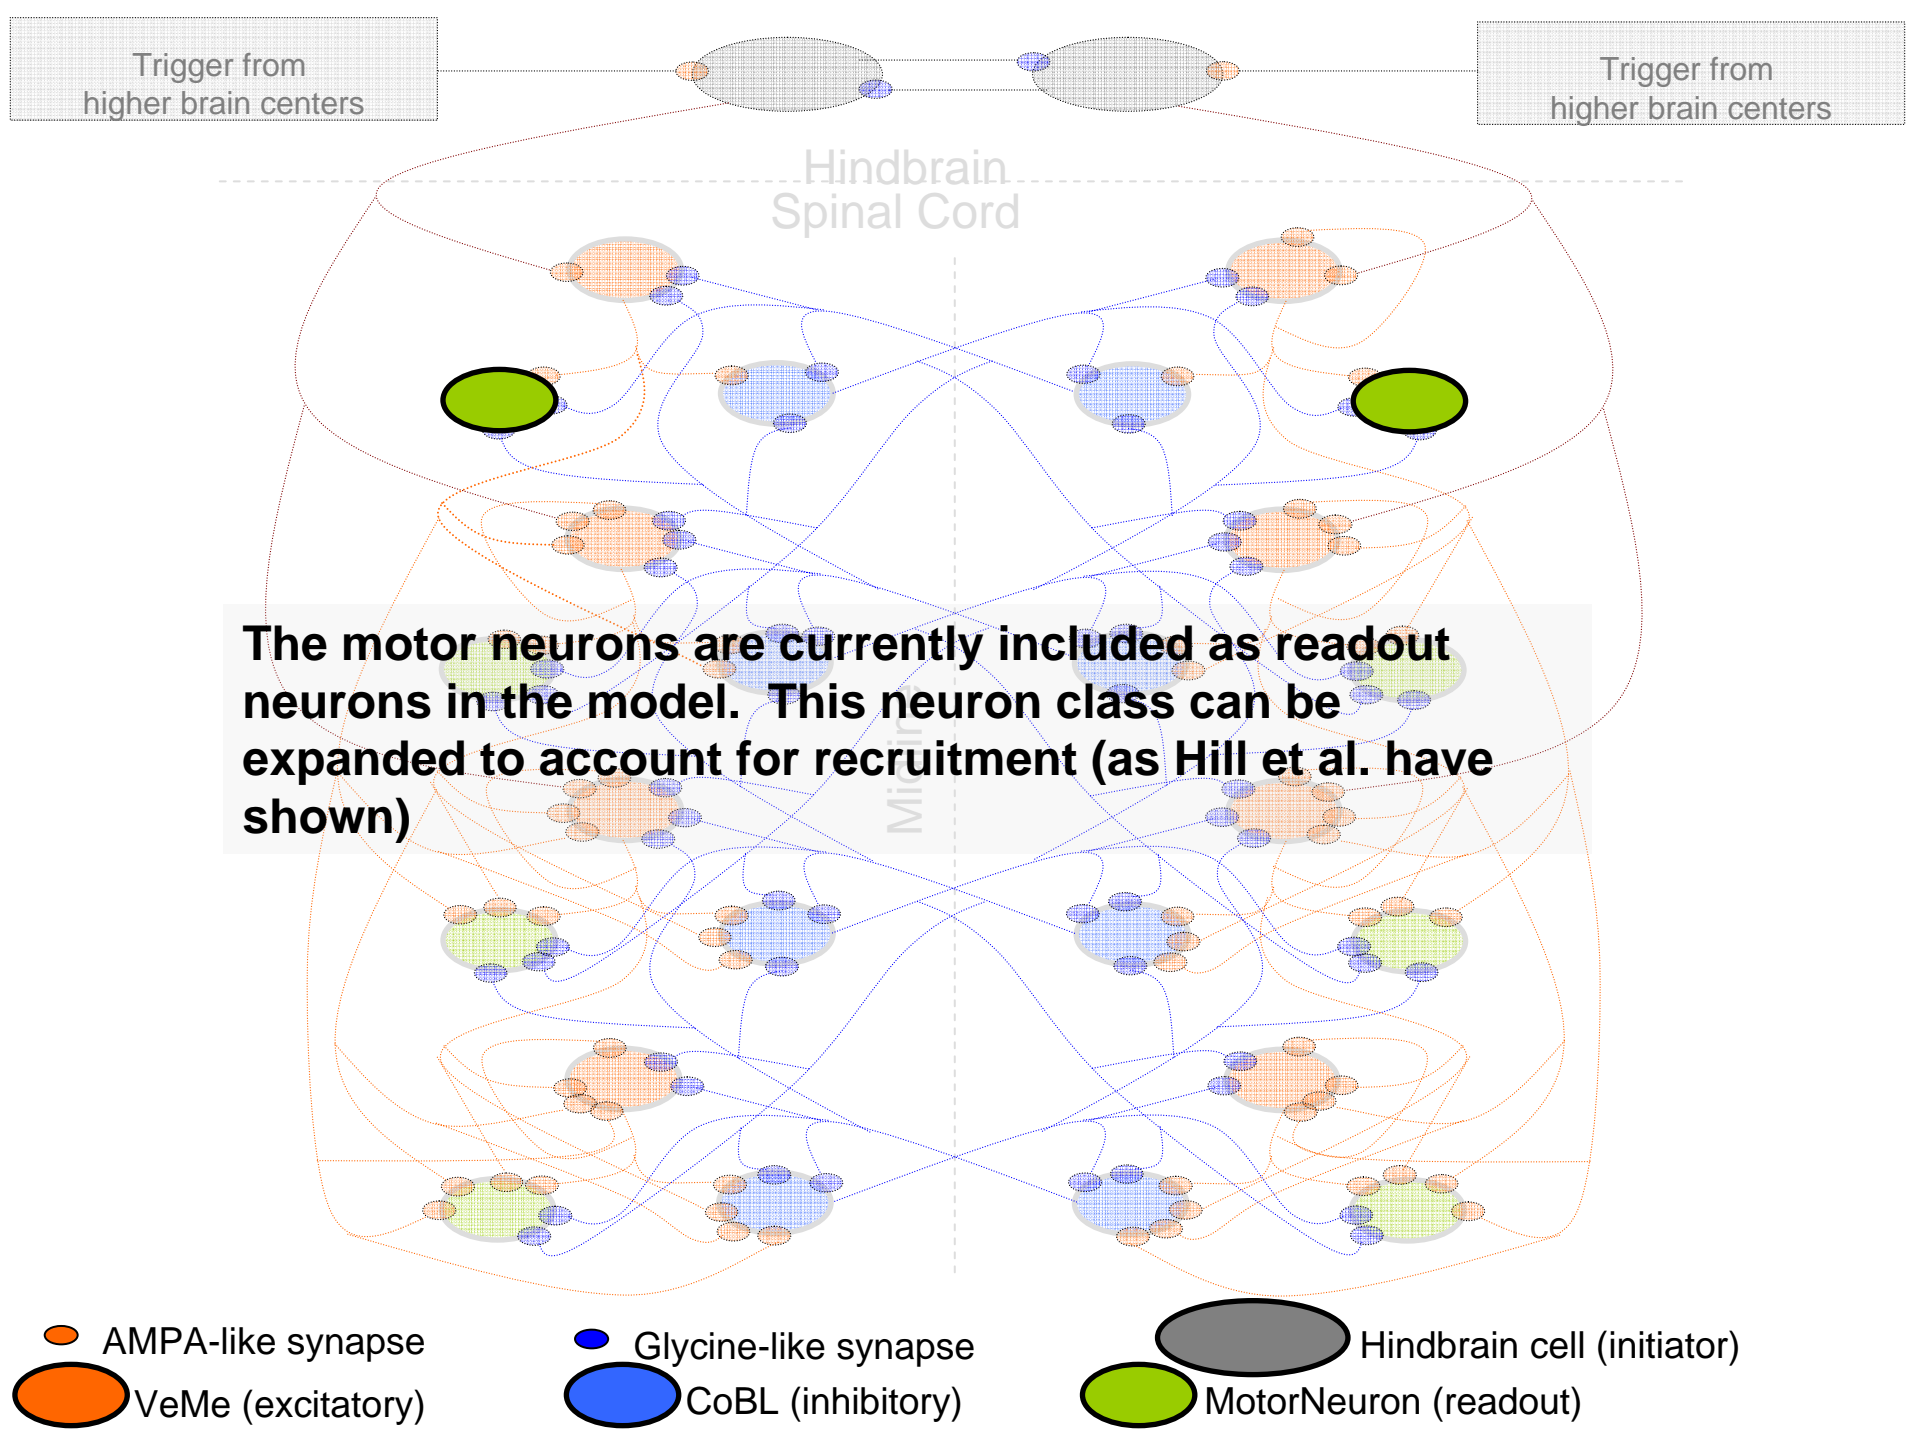 Trigger from
higher brain centers
Trigger from
higher brain centers
Hindbrain
Spinal Cord
The motor neurons are currently included as readout
neurons in the model.  This neuron class can be
expanded to account for recruitment (as Hill et al. have
shown)
Midline
AMPA-like synapse
Glycine-like synapse
Hindbrain cell (initiator)
VeMe (excitatory)
CoBL (inhibitory)
MotorNeuron (readout)